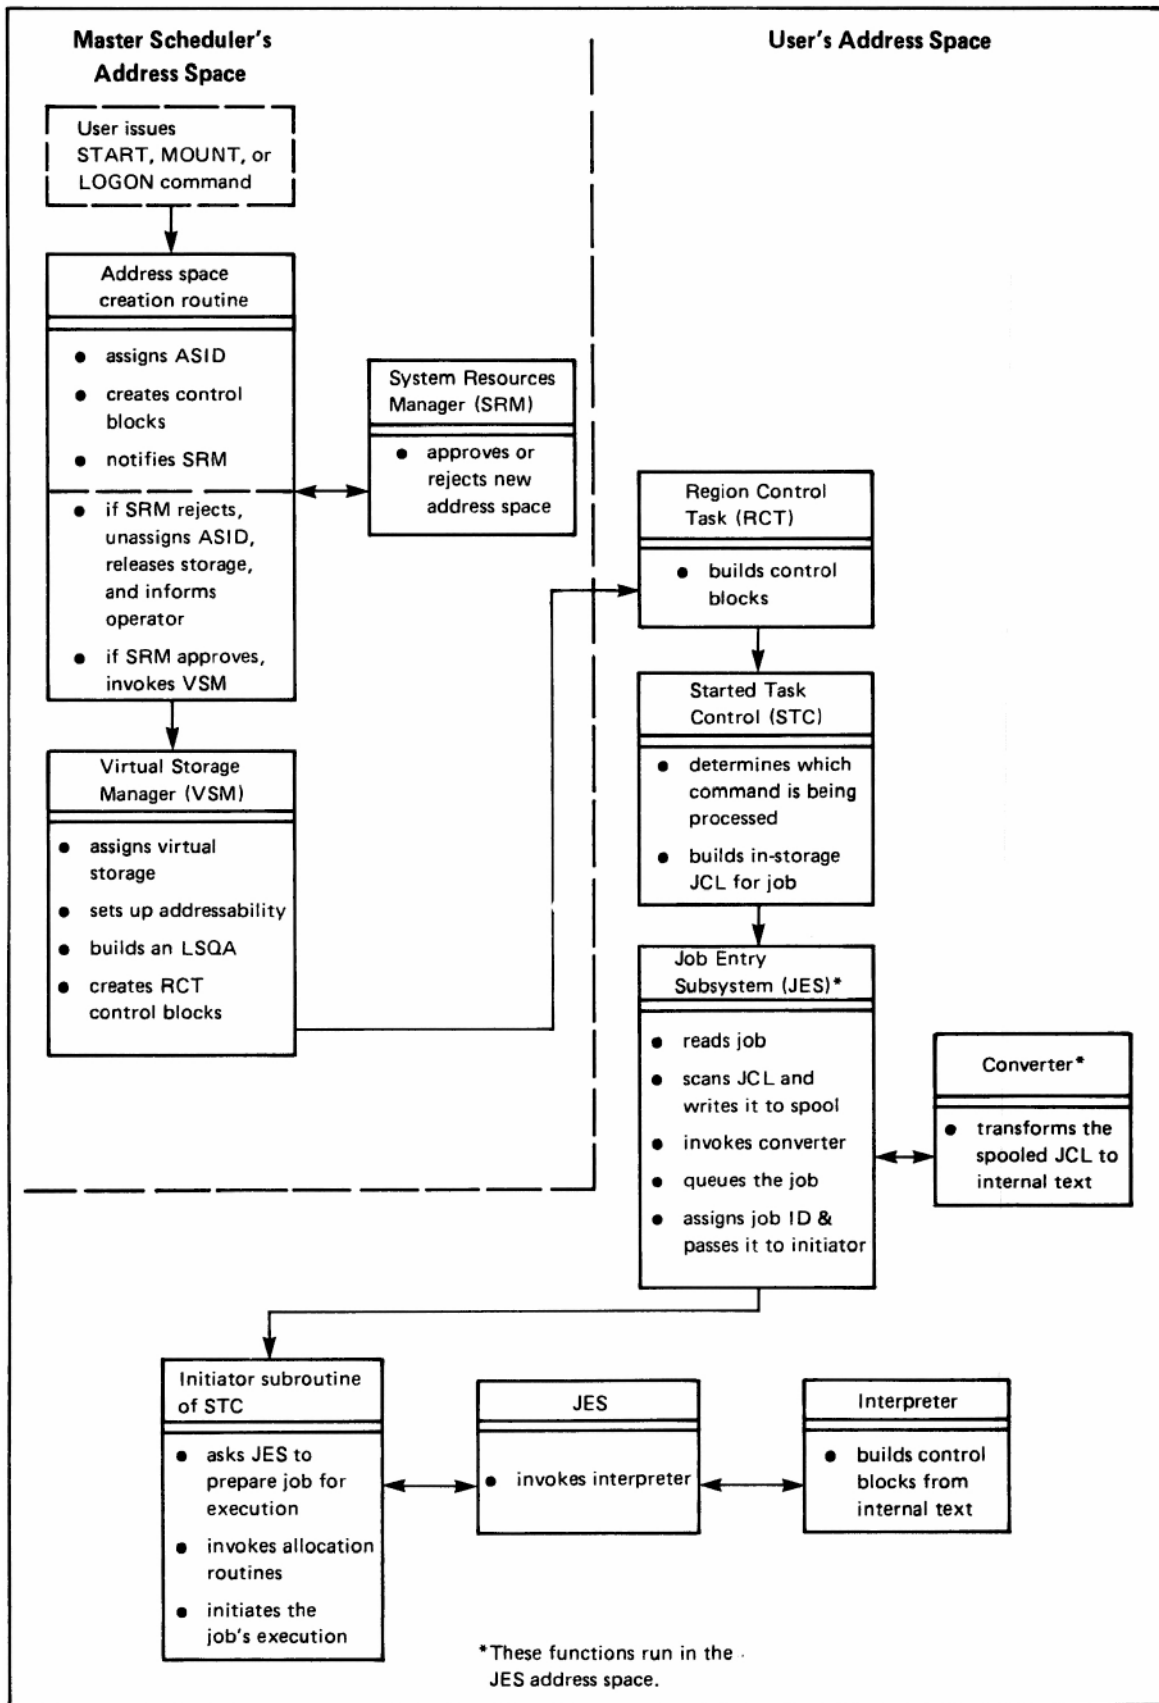 Master Scheduler's
Address Space
User's Address Space
User issues
START, MOUNT, or
LOGON command
Address space
creation routine
● assigns ASID
● creates control
blocks
● notifies SRM
● if SRM rejects,
unassigns ASID,
releases storage,
and informs
operator
● if SRM approves,
invokes VSM
System Resources
Manager (SRM)
● approves or
rejects new
address space
Virtual Storage
Manager (VSM)
● assigns virtual
storage
● sets up addressability
● builds an LSQA
● creates RCT
control blocks
Region Control
Task (RCT)
● builds control
blocks
Started Task
Control (STC)
● determines which
command is being
processed
● builds in-storage
JCL for job
Job Entry
Subsystem (JES)*
● reads job
● scans JCL and
writes it to spool
● invokes converter
● queues the job
● assigns job ID &
passes it to initiator
Converter*
● transforms the
spooled JCL to
internal text
Initiator subroutine
of STC
● asks JES to
prepare job for
execution
● invokes allocation
routines
● initiates the
job's execution
JES
● invokes interpreter
Interpreter
● builds control
blocks from
internal text
*These functions run in the
JES address space.